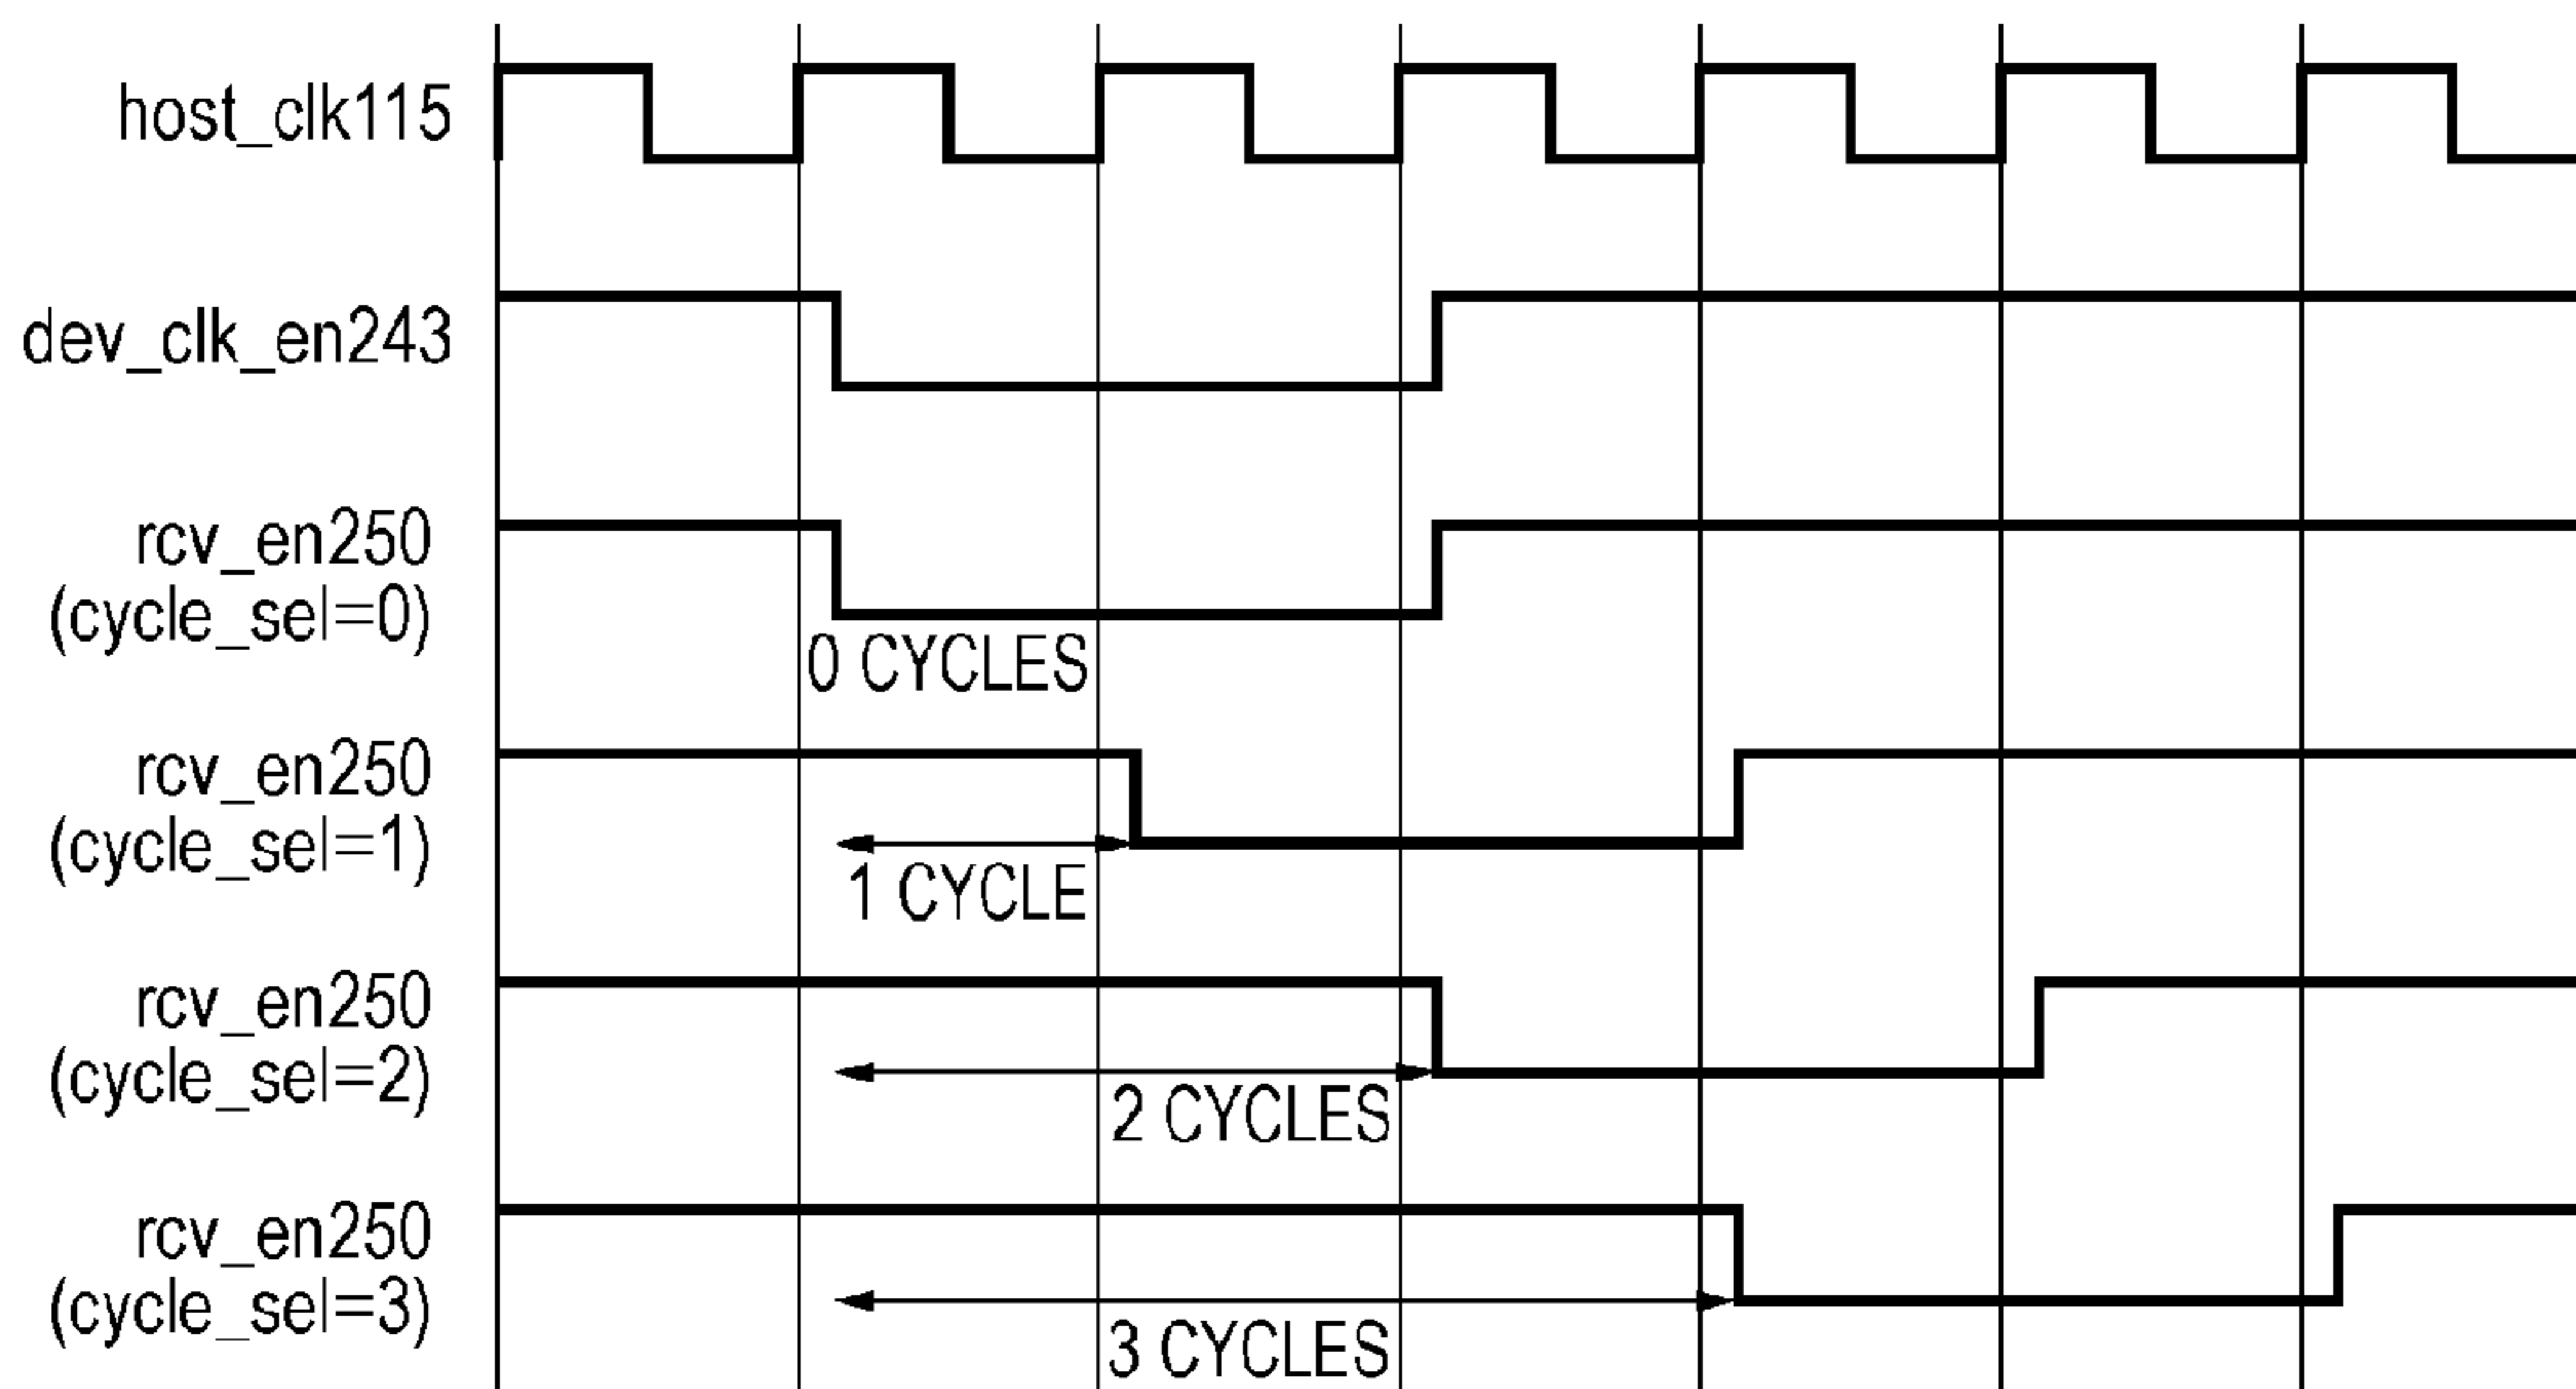 host_clk115
dev_clk_en243
rcv_en250
(cycle_sel=0)
0 CYCLES
rcv_en250
(cycle_sel=1)
1 CYCLE
rcv_en250
(cycle_sel=2)
2 CYCLES
rcv_en250
(cycle_sel=3)
3 CYCLES